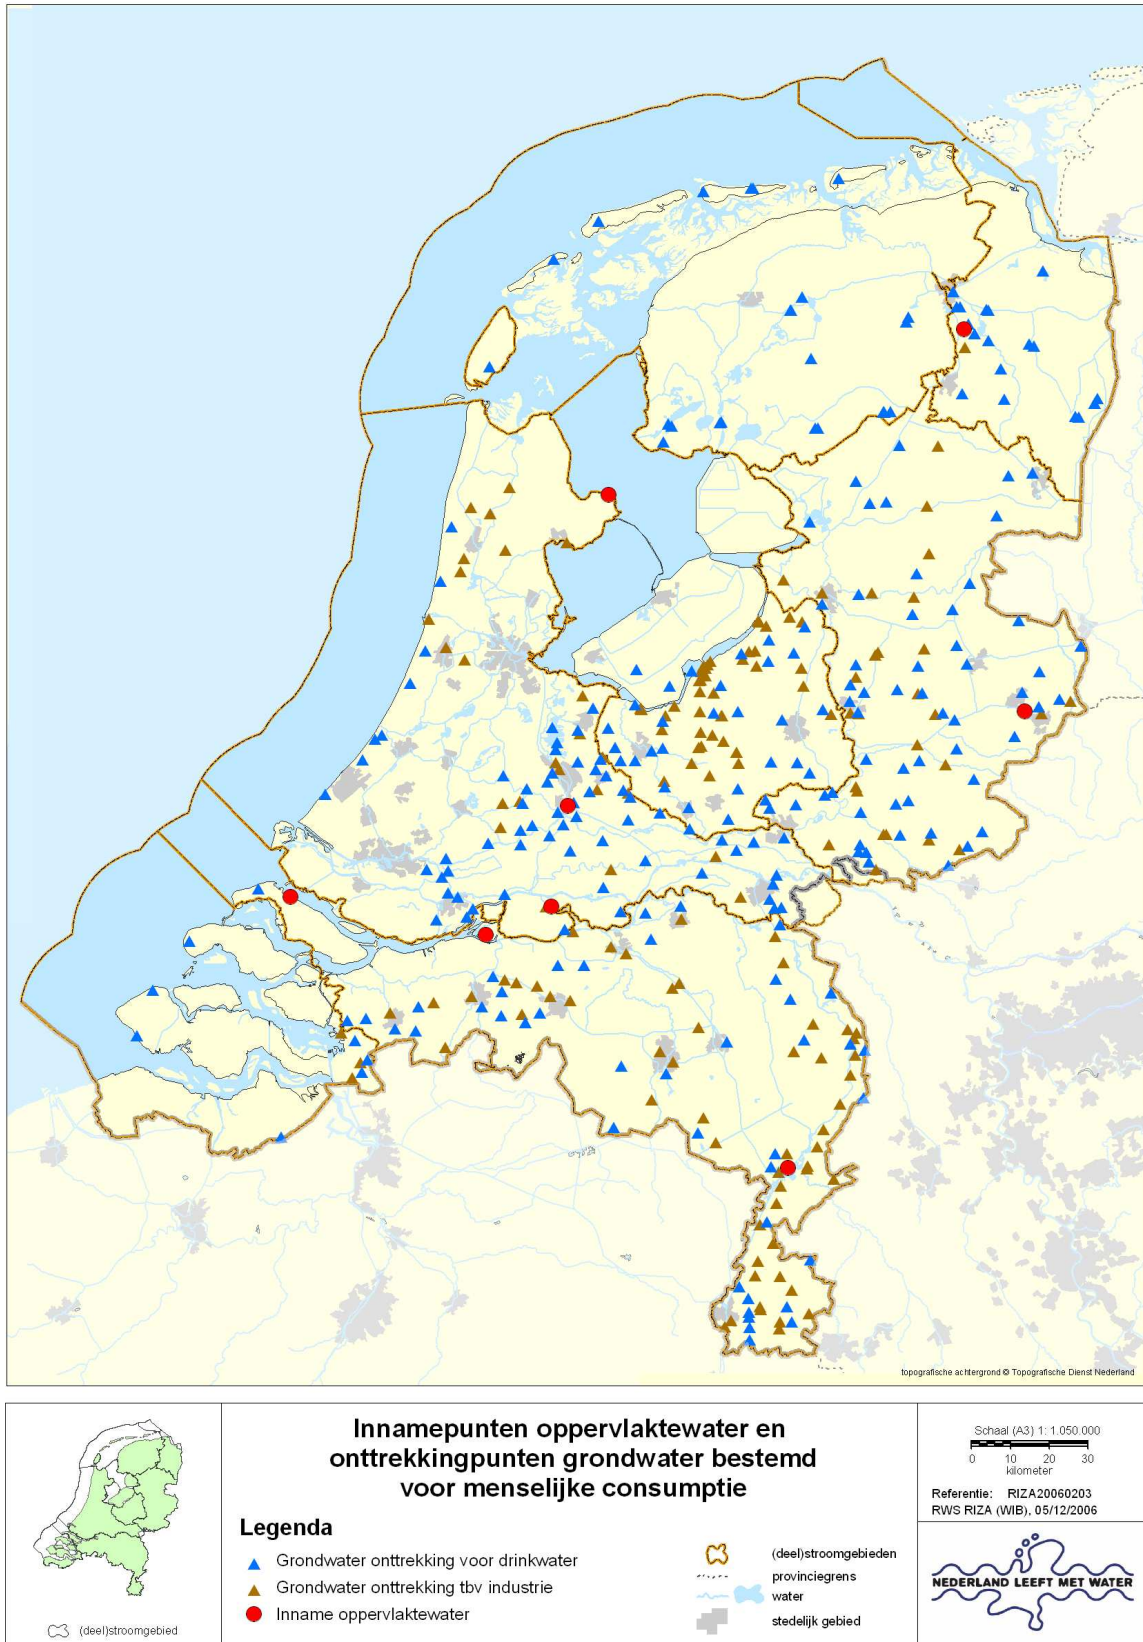 topografische achtergrond © Topografische Dienst Nederland
(deel)stroomgebied
Innamepunten oppervlaktewater en
onttrekkingpunten grondwater bestemd
voor menselijke consumptie
Legenda
Grondwater onttrekking voor drinkwater
Grondwater onttrekking tbv industrie
Inname oppervlaktewater
(deel)stroomgebieden
provinciegrens
water
stedelijk gebied
Schaal (A3) 1: 1.050.000
0 10 20 30
kilometer
Referentie: RIZA20060203
RWS RIZA (WIB), 05/12/2006
NEDERLAND LEEFT MET WATER